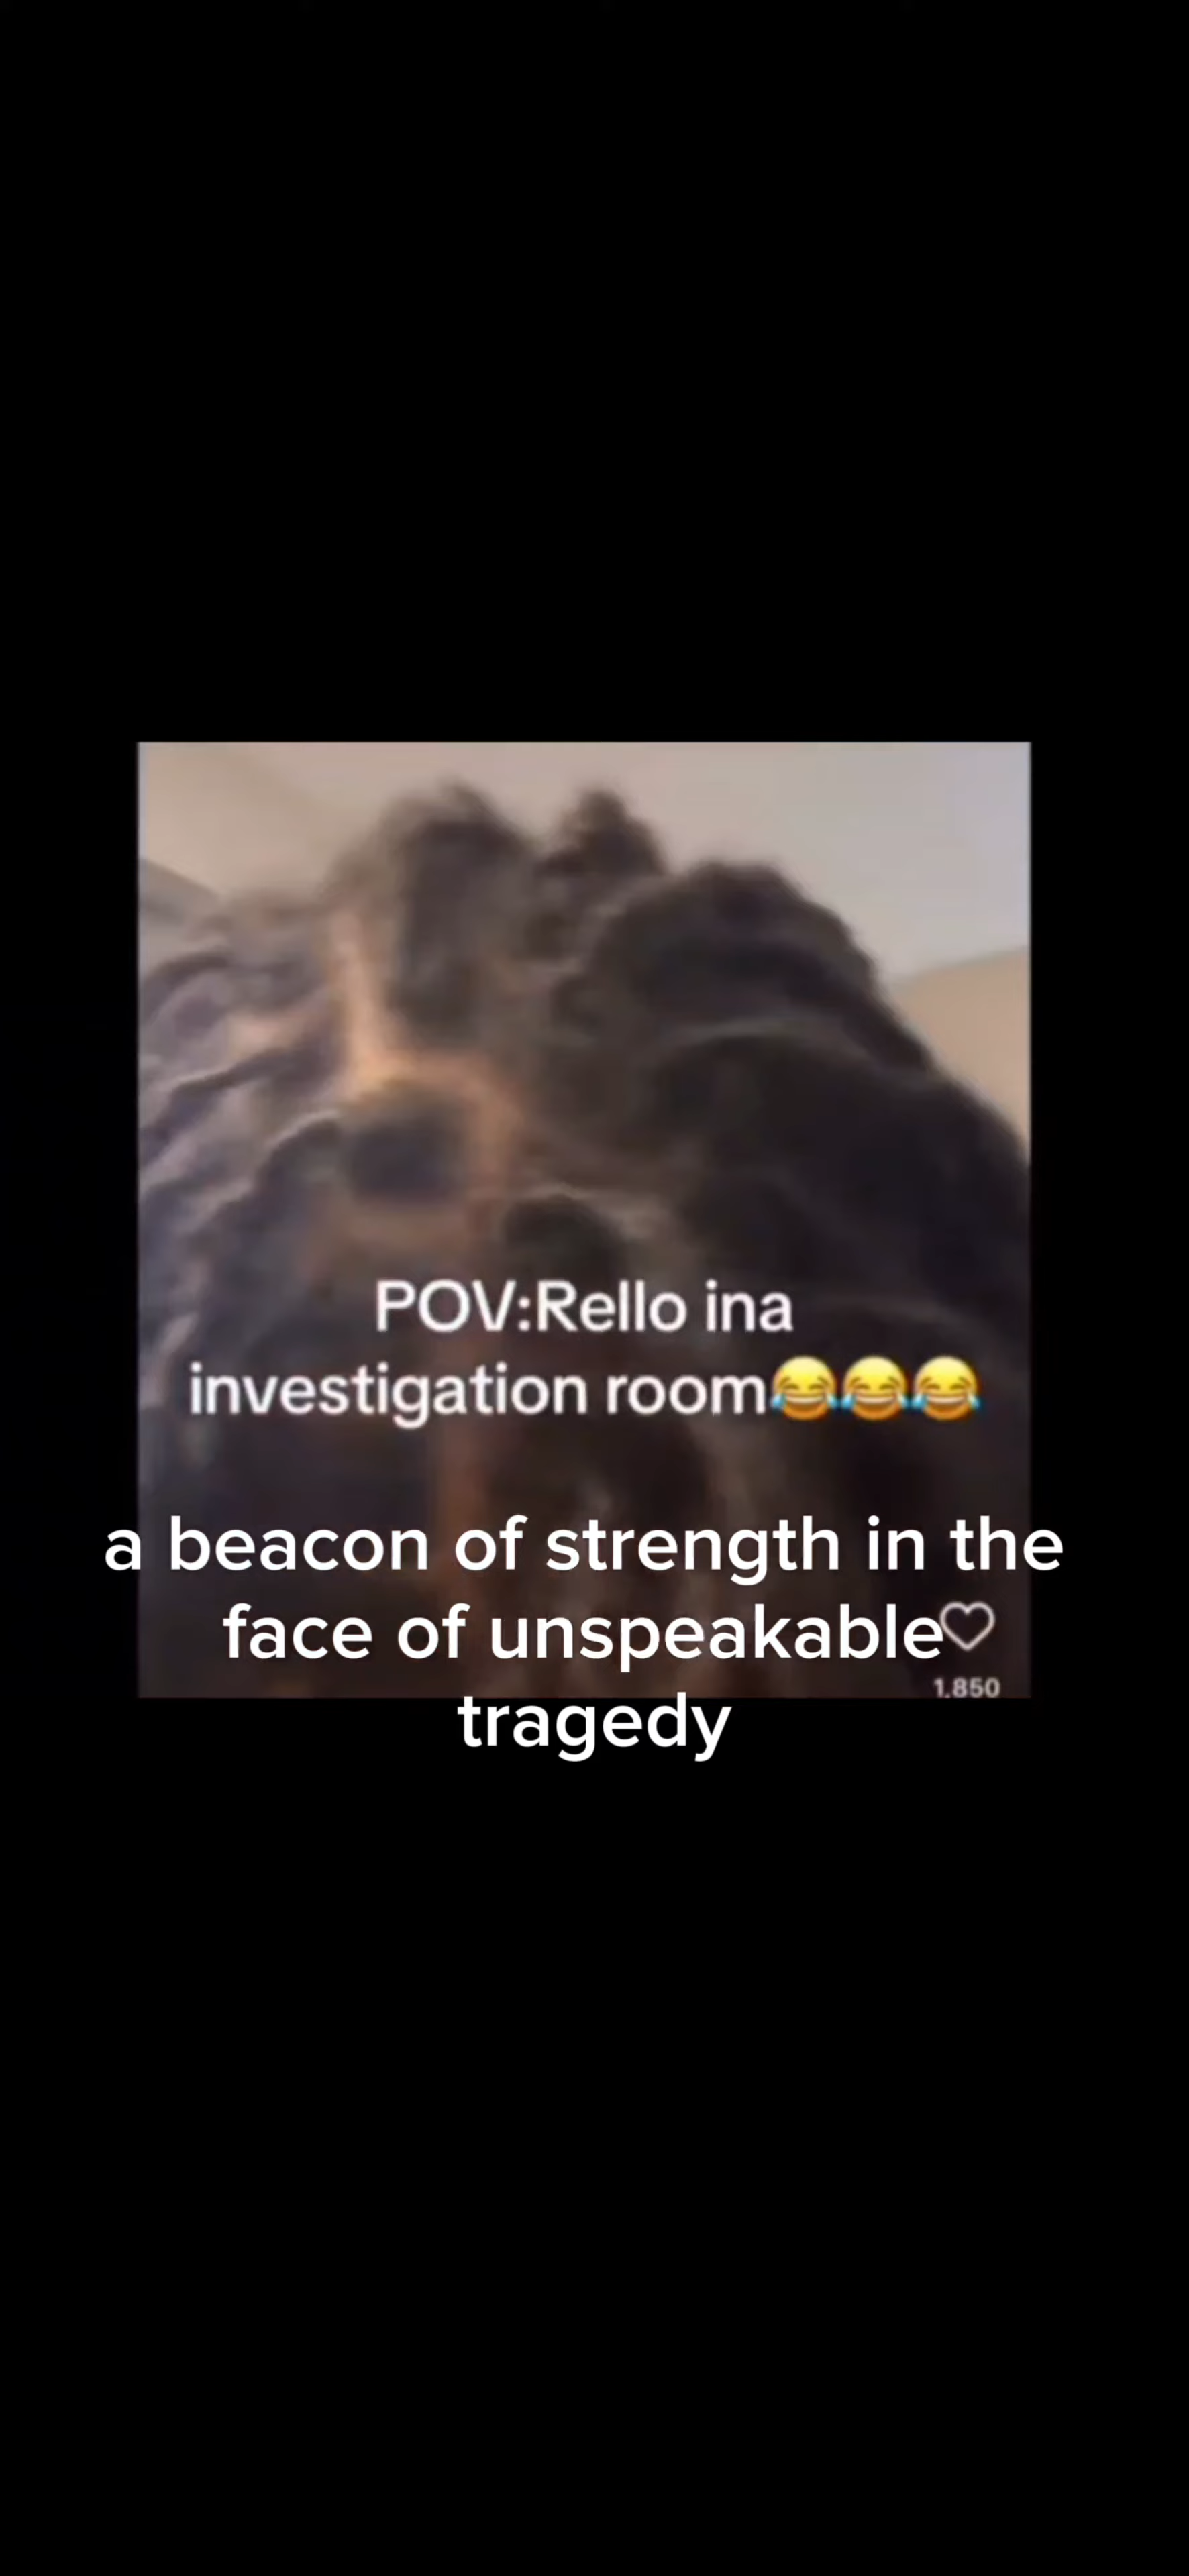 POV:Rello ina
investigation room😂😂😂
a beacon of strength in the
face of unspeakable
1,850
tragedy